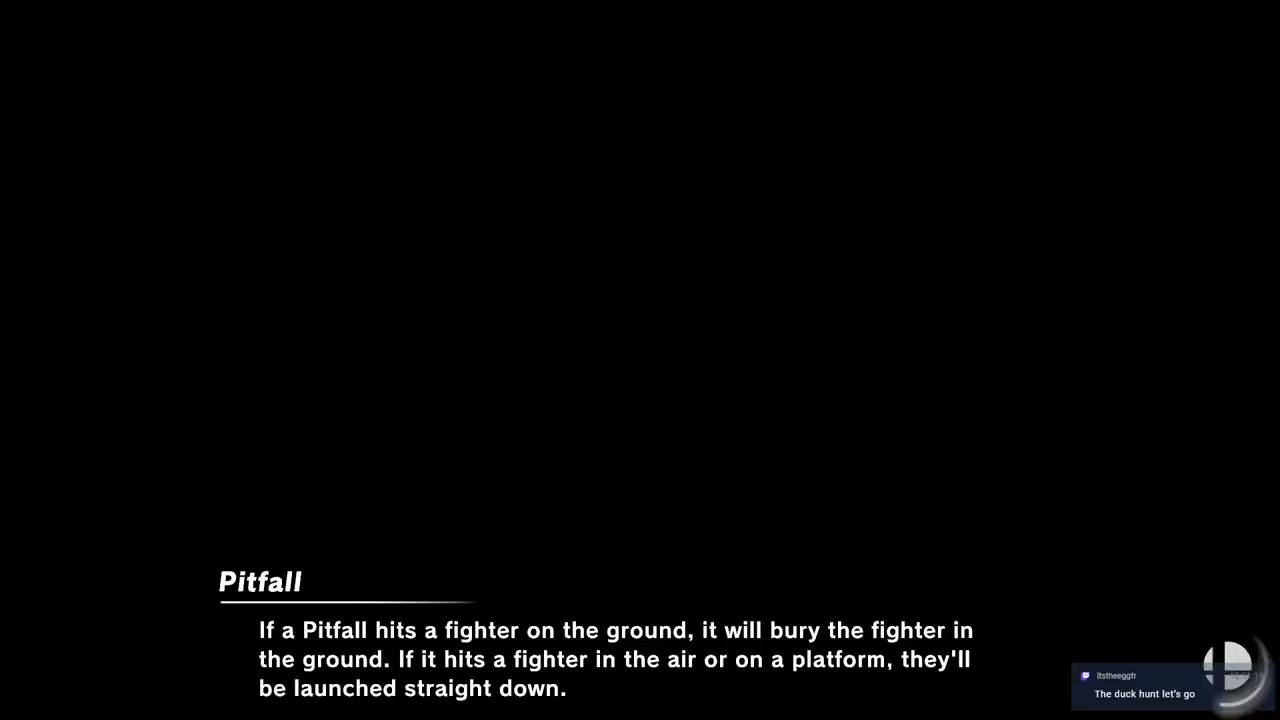 Pitfall
If a Pitfall hits a fighter on the ground, it will bury the fighter in
the ground. If it hits a fighter in the air or on a platform, they'll
be launched straight down.
itstheeggfr
The duck hunt let's go